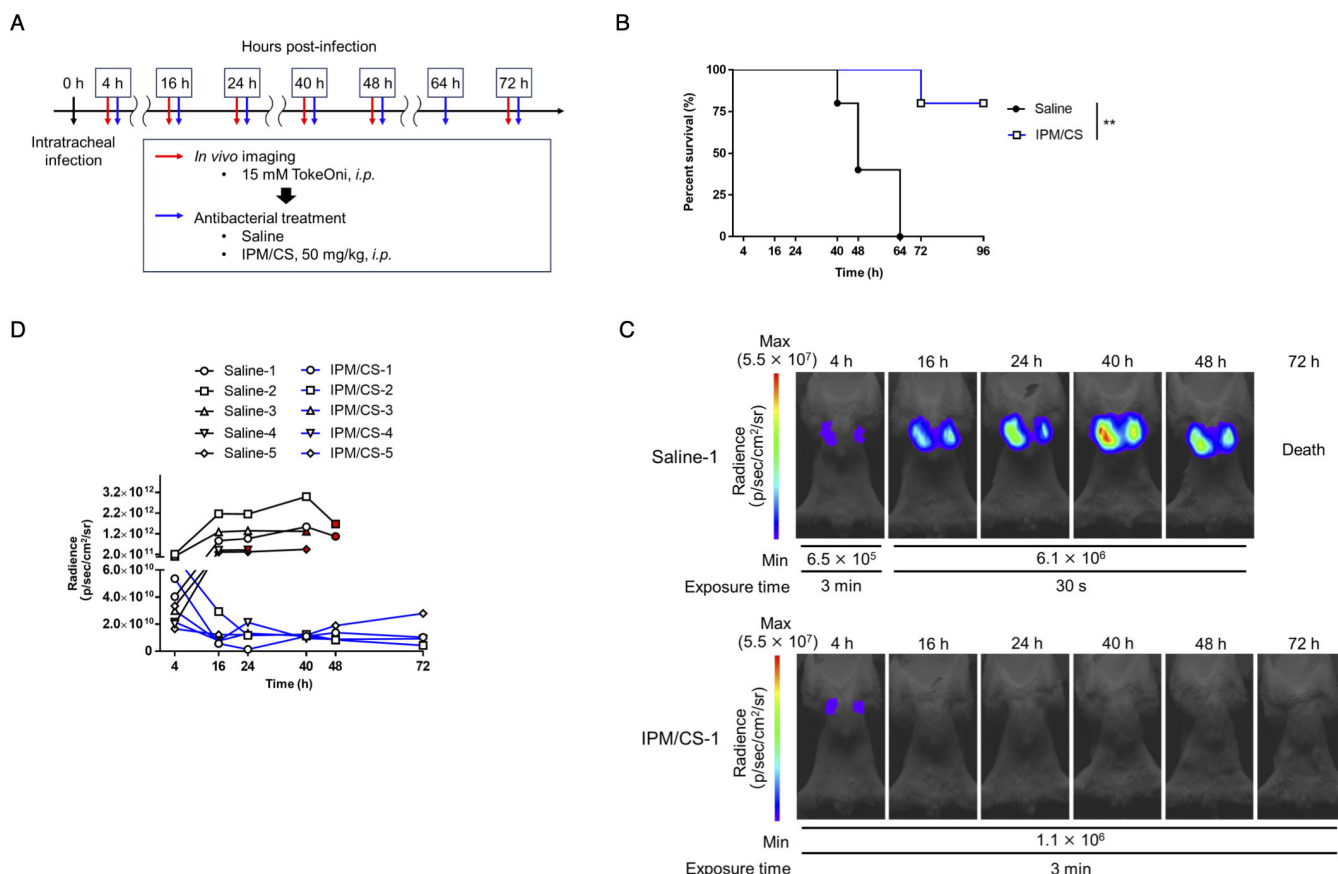 A
Hours post-infection
0 h 4 h 16 h 24 h 40 h 48 h 64 h 72 h
Intratracheal
infection
In vivo imaging
• 15 mM TokeOni, i.p.
Antibacterial treatment
• Saline
• IPM/CS, 50 mg/kg, i.p.
B
Percent survival (%)
100
75
50
25
0
4 16 24 40 48 64 72 96
Time (h)
Saline
IPM/CS
**
D
Saline-1 IPM/CS-1
Saline-2 IPM/CS-2
Saline-3 IPM/CS-3
Saline-4 IPM/CS-4
Saline-5 IPM/CS-5
Radience
(p/sec/cm²/sr)
3.2×10¹²
2.2×10¹²
1.2×10¹²
2.0×10¹¹
6.0×10¹⁰
4.0×10¹⁰
2.0×10¹⁰
0
4 16 24 40 48 72
Time (h)
C
Max
(5.5 × 10⁷)
4 h 16 h 24 h 40 h 48 h 72 h
Saline-1
Radience
(p/sec/cm²/sr)
Death
Min 6.5 × 10⁵ 6.1 × 10⁶
Exposure time 3 min 30 s
Max
(5.5 × 10⁷)
4 h 16 h 24 h 40 h 48 h 72 h
IPM/CS-1
Radience
(p/sec/cm²/sr)
Min 1.1 × 10⁶
Exposure time 3 min